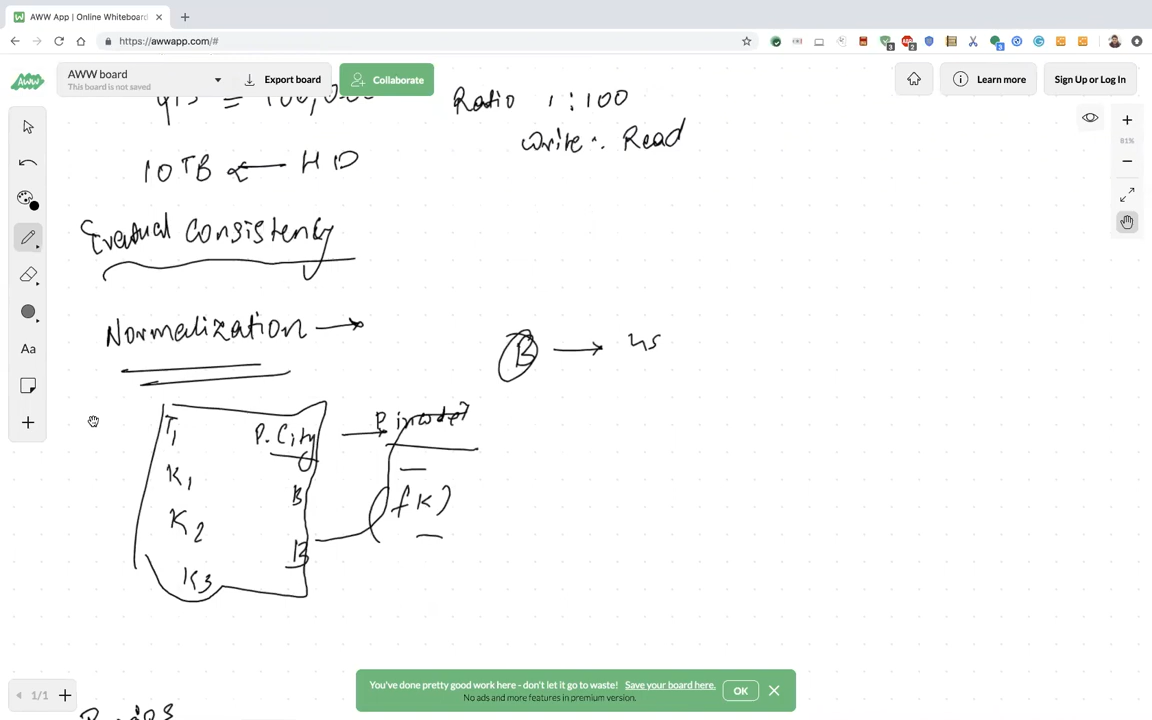 AWW App | Online Whiteboard
https://awwapp.com/#
AWW
AWW board
This board is not saved
Export board
Collaborate
Learn more
Sign Up or Log In
Ratio 1 : 100
Write : Read
81%
10TB ← HD
Eventual Consistency
Normalization →
B →
T1 P. City →
K1
B
K2 (fk)
B
K3
Aa
You've done pretty good work here - don't let it go to waste! Save your board here.
No ads and more features in premium version.
OK
1/1